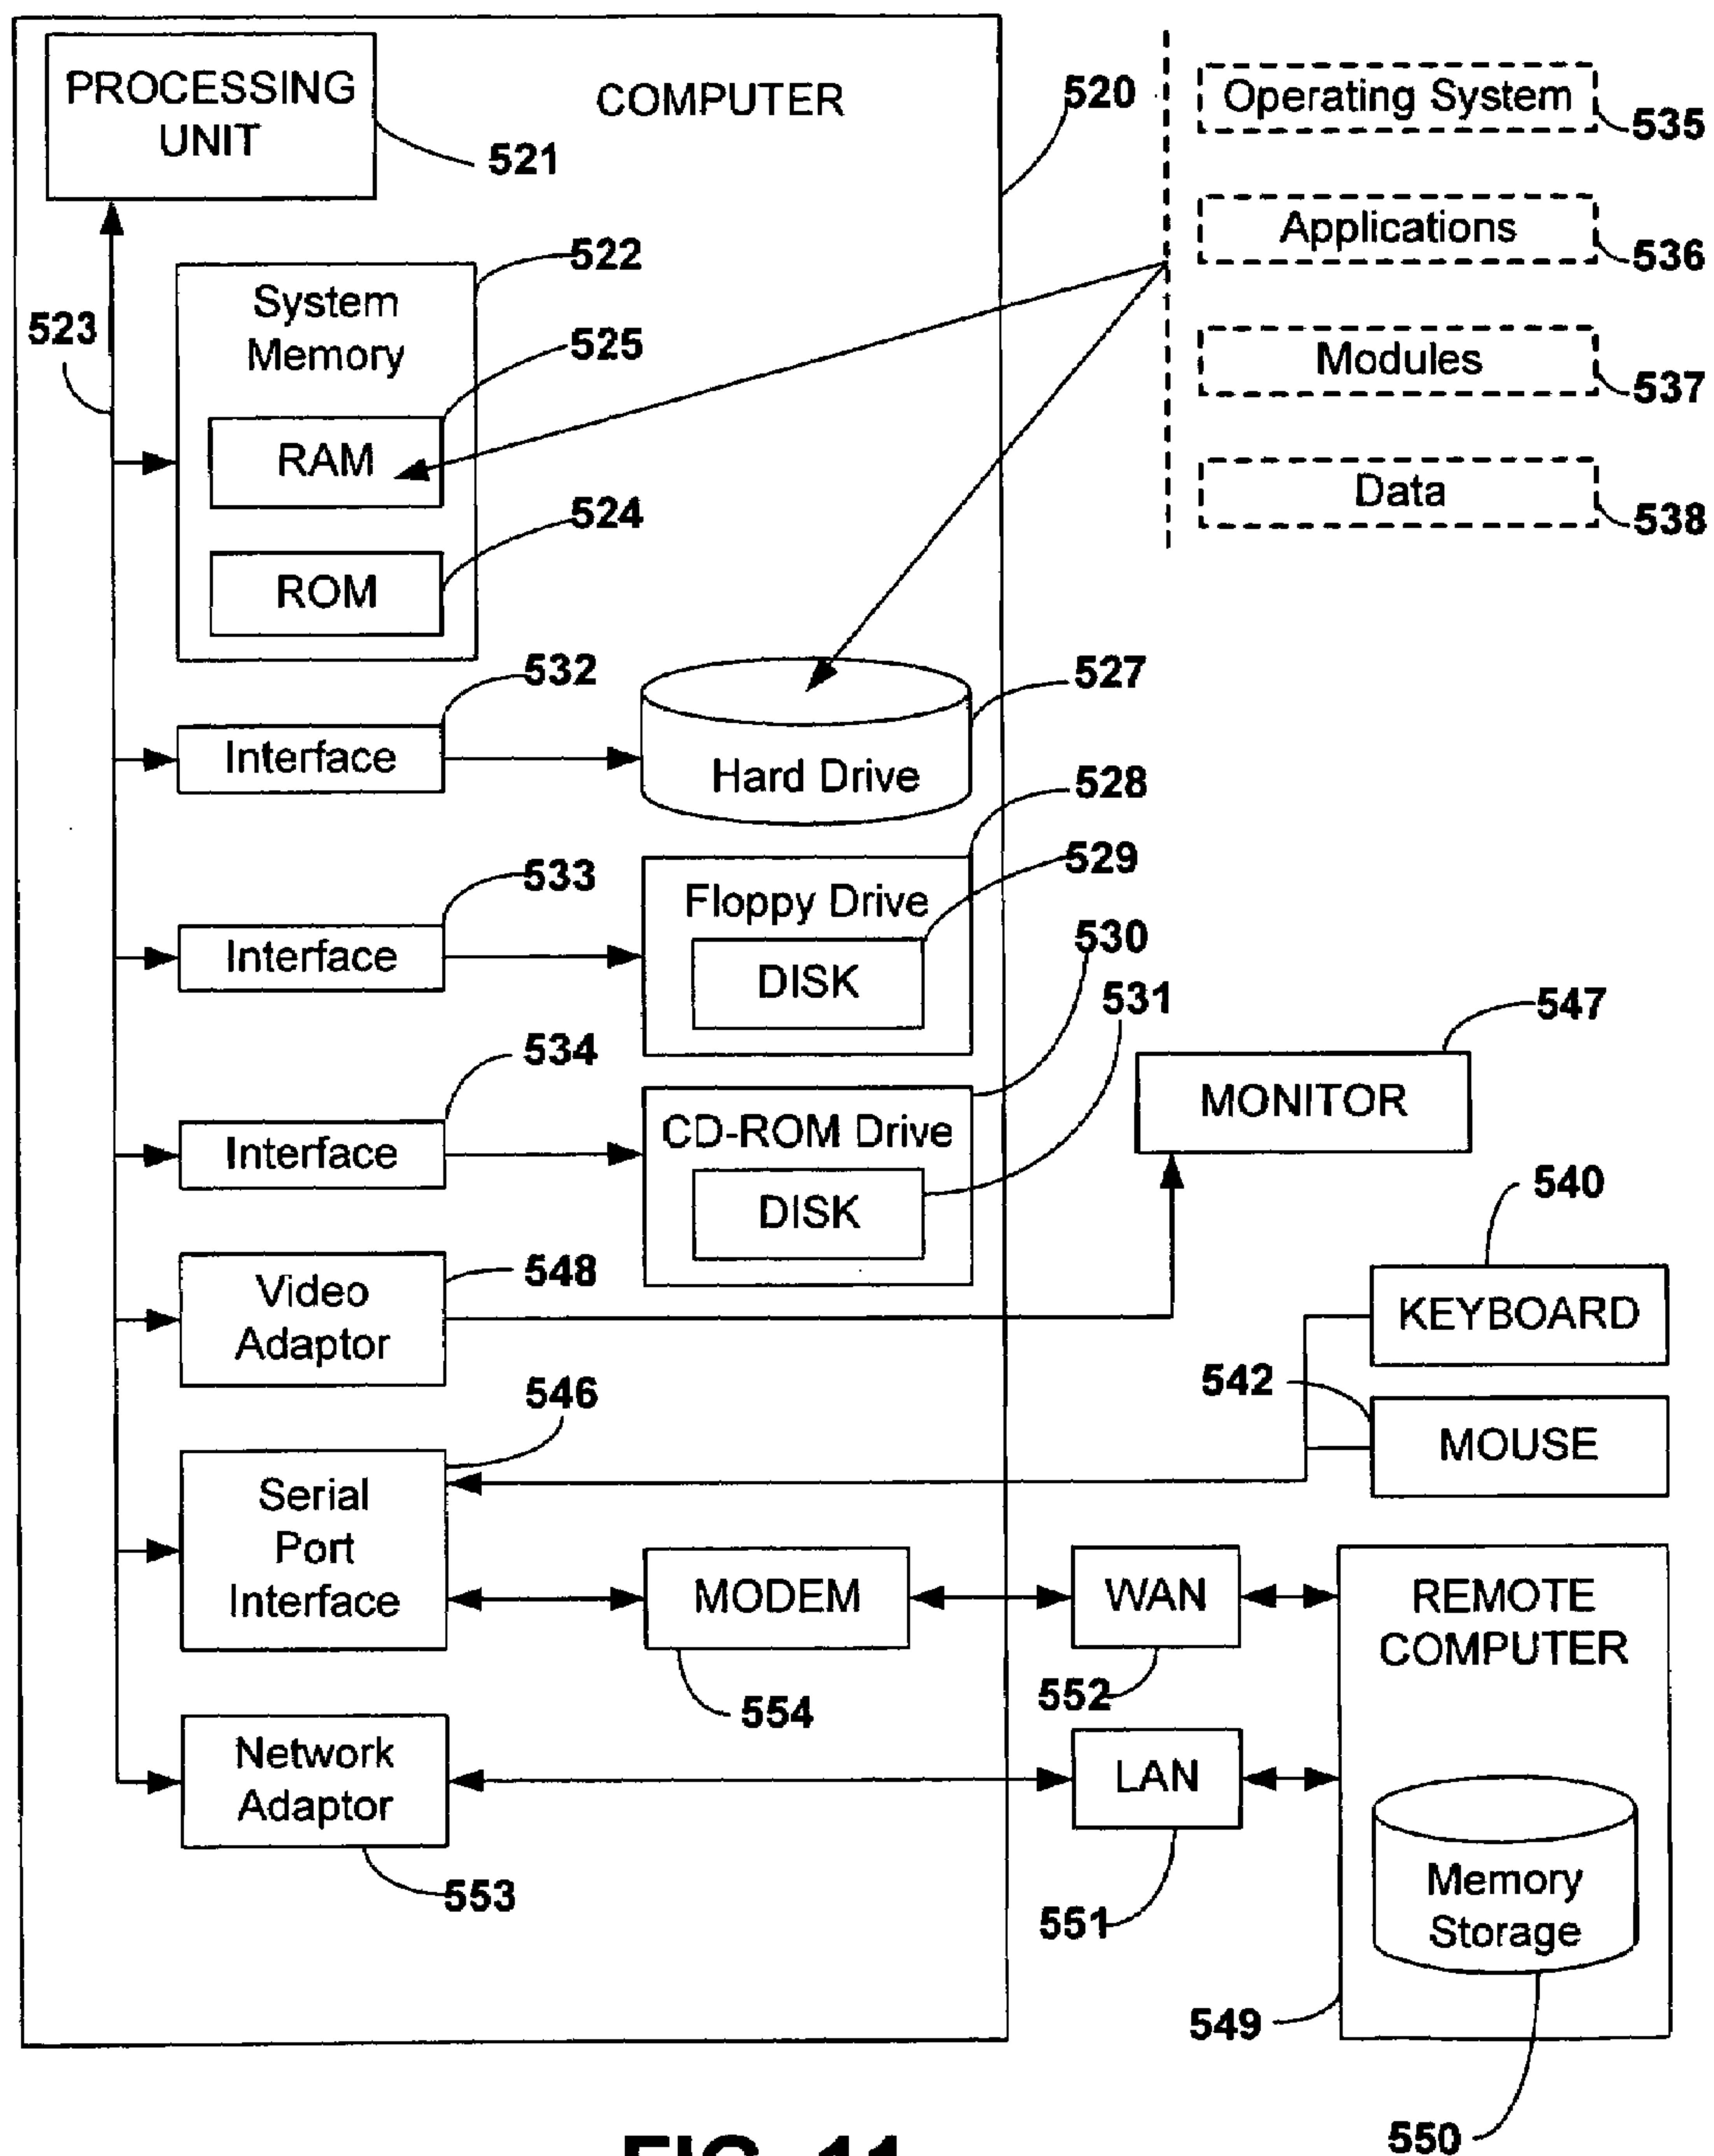 PROCESSING
UNIT
COMPUTER
520
521
Operating System
535
Applications
536
Modules
537
Data
538
522
System
Memory
523
525
RAM
524
ROM
532
Interface
527
Hard Drive
528
533
Interface
Floppy Drive
529
DISK
530
531
534
Interface
CD-ROM Drive
DISK
547
MONITOR
540
KEYBOARD
542
MOUSE
548
Video
Adaptor
546
Serial
Port
Interface
MODEM
554
WAN
552
REMOTE
COMPUTER
Network
Adaptor
553
LAN
551
Memory
Storage
549
550
FIG. 11